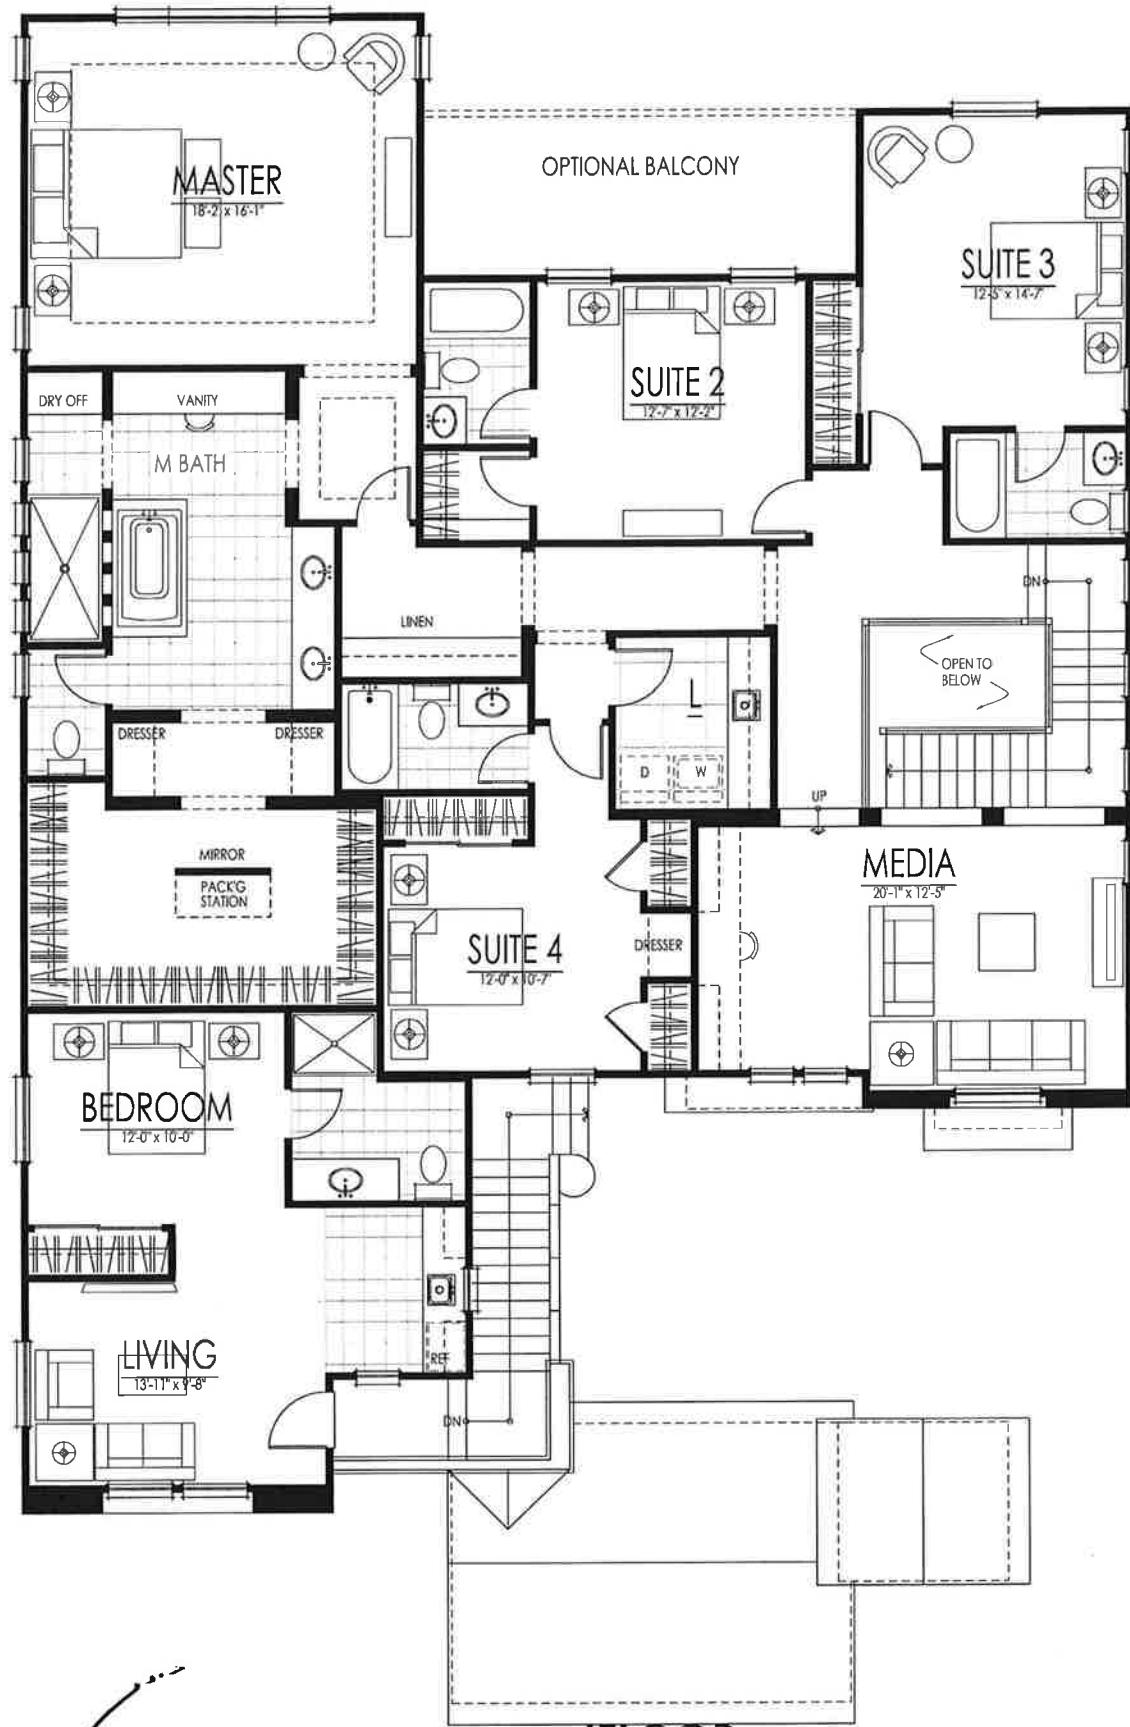 MASTER
18'-2" x 16'-1"
OPTIONAL BALCONY
SUITE 3
12'-5" x 14'-7"
SUITE 2
12'-7" x 12'-2"
DRY OFF
VANITY
M BATH
DN
LINEN
OPEN TO
BELOW
L
DRESSER
DRESSER
D
W
UP
MIRROR
PACK'G
STATION
MEDIA
20'-1" x 12'-5"
SUITE 4
12'-0" x 10'-7"
DRESSER
BEDROOM
12'-0" x 10'-0"
LIVING
13'-11" x 9'-8"
REF
DN